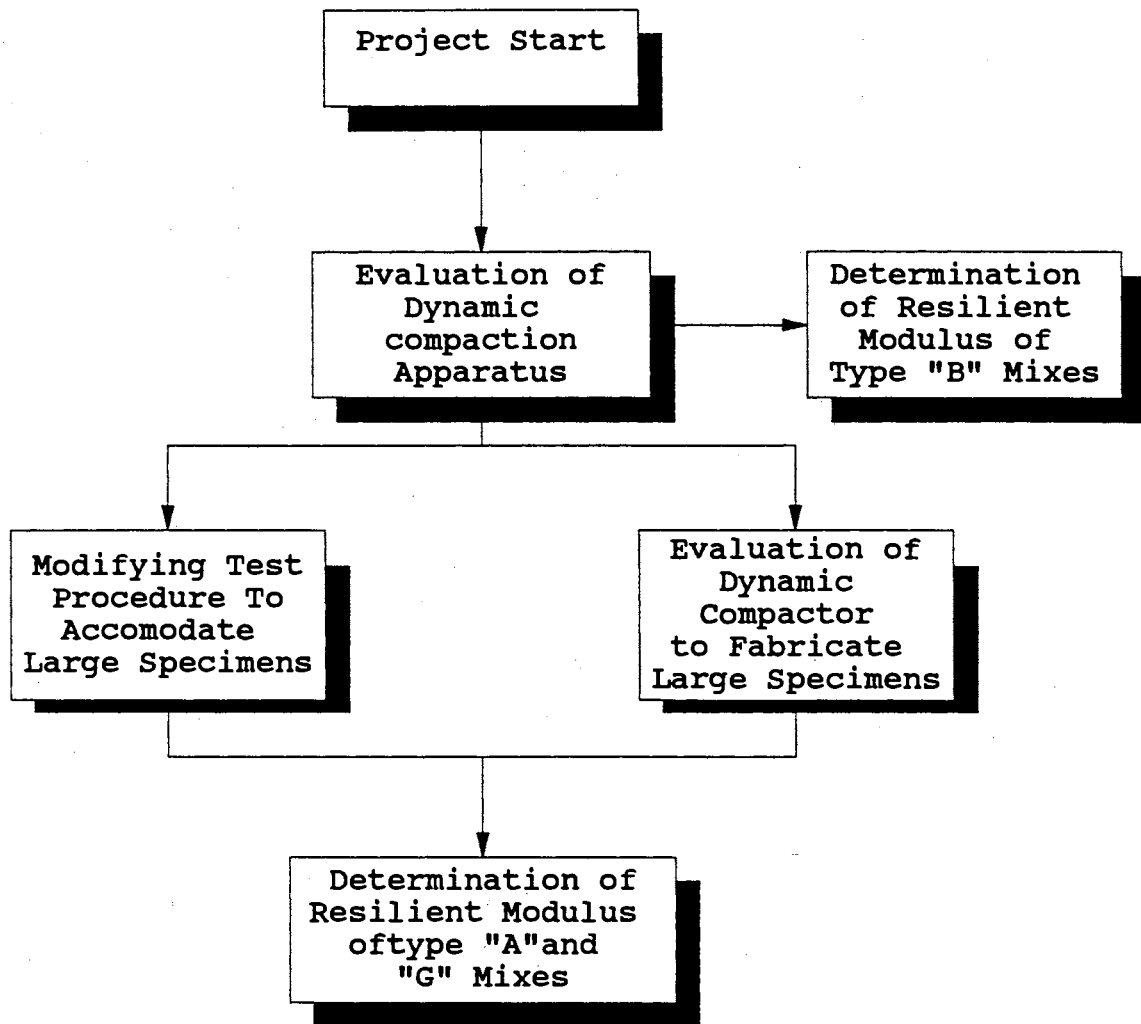 Project Start
Evaluation of
Dynamic
compaction
Apparatus
Determination
of Resilient
Modulus of
Type "B" Mixes
Modifying Test
Procedure To
Accomodate
Large Specimens
Evaluation of
Dynamic
Compactor
to Fabricate
Large Specimens
Determination of
Resilient Modulus
oftype "A"and
"G" Mixes